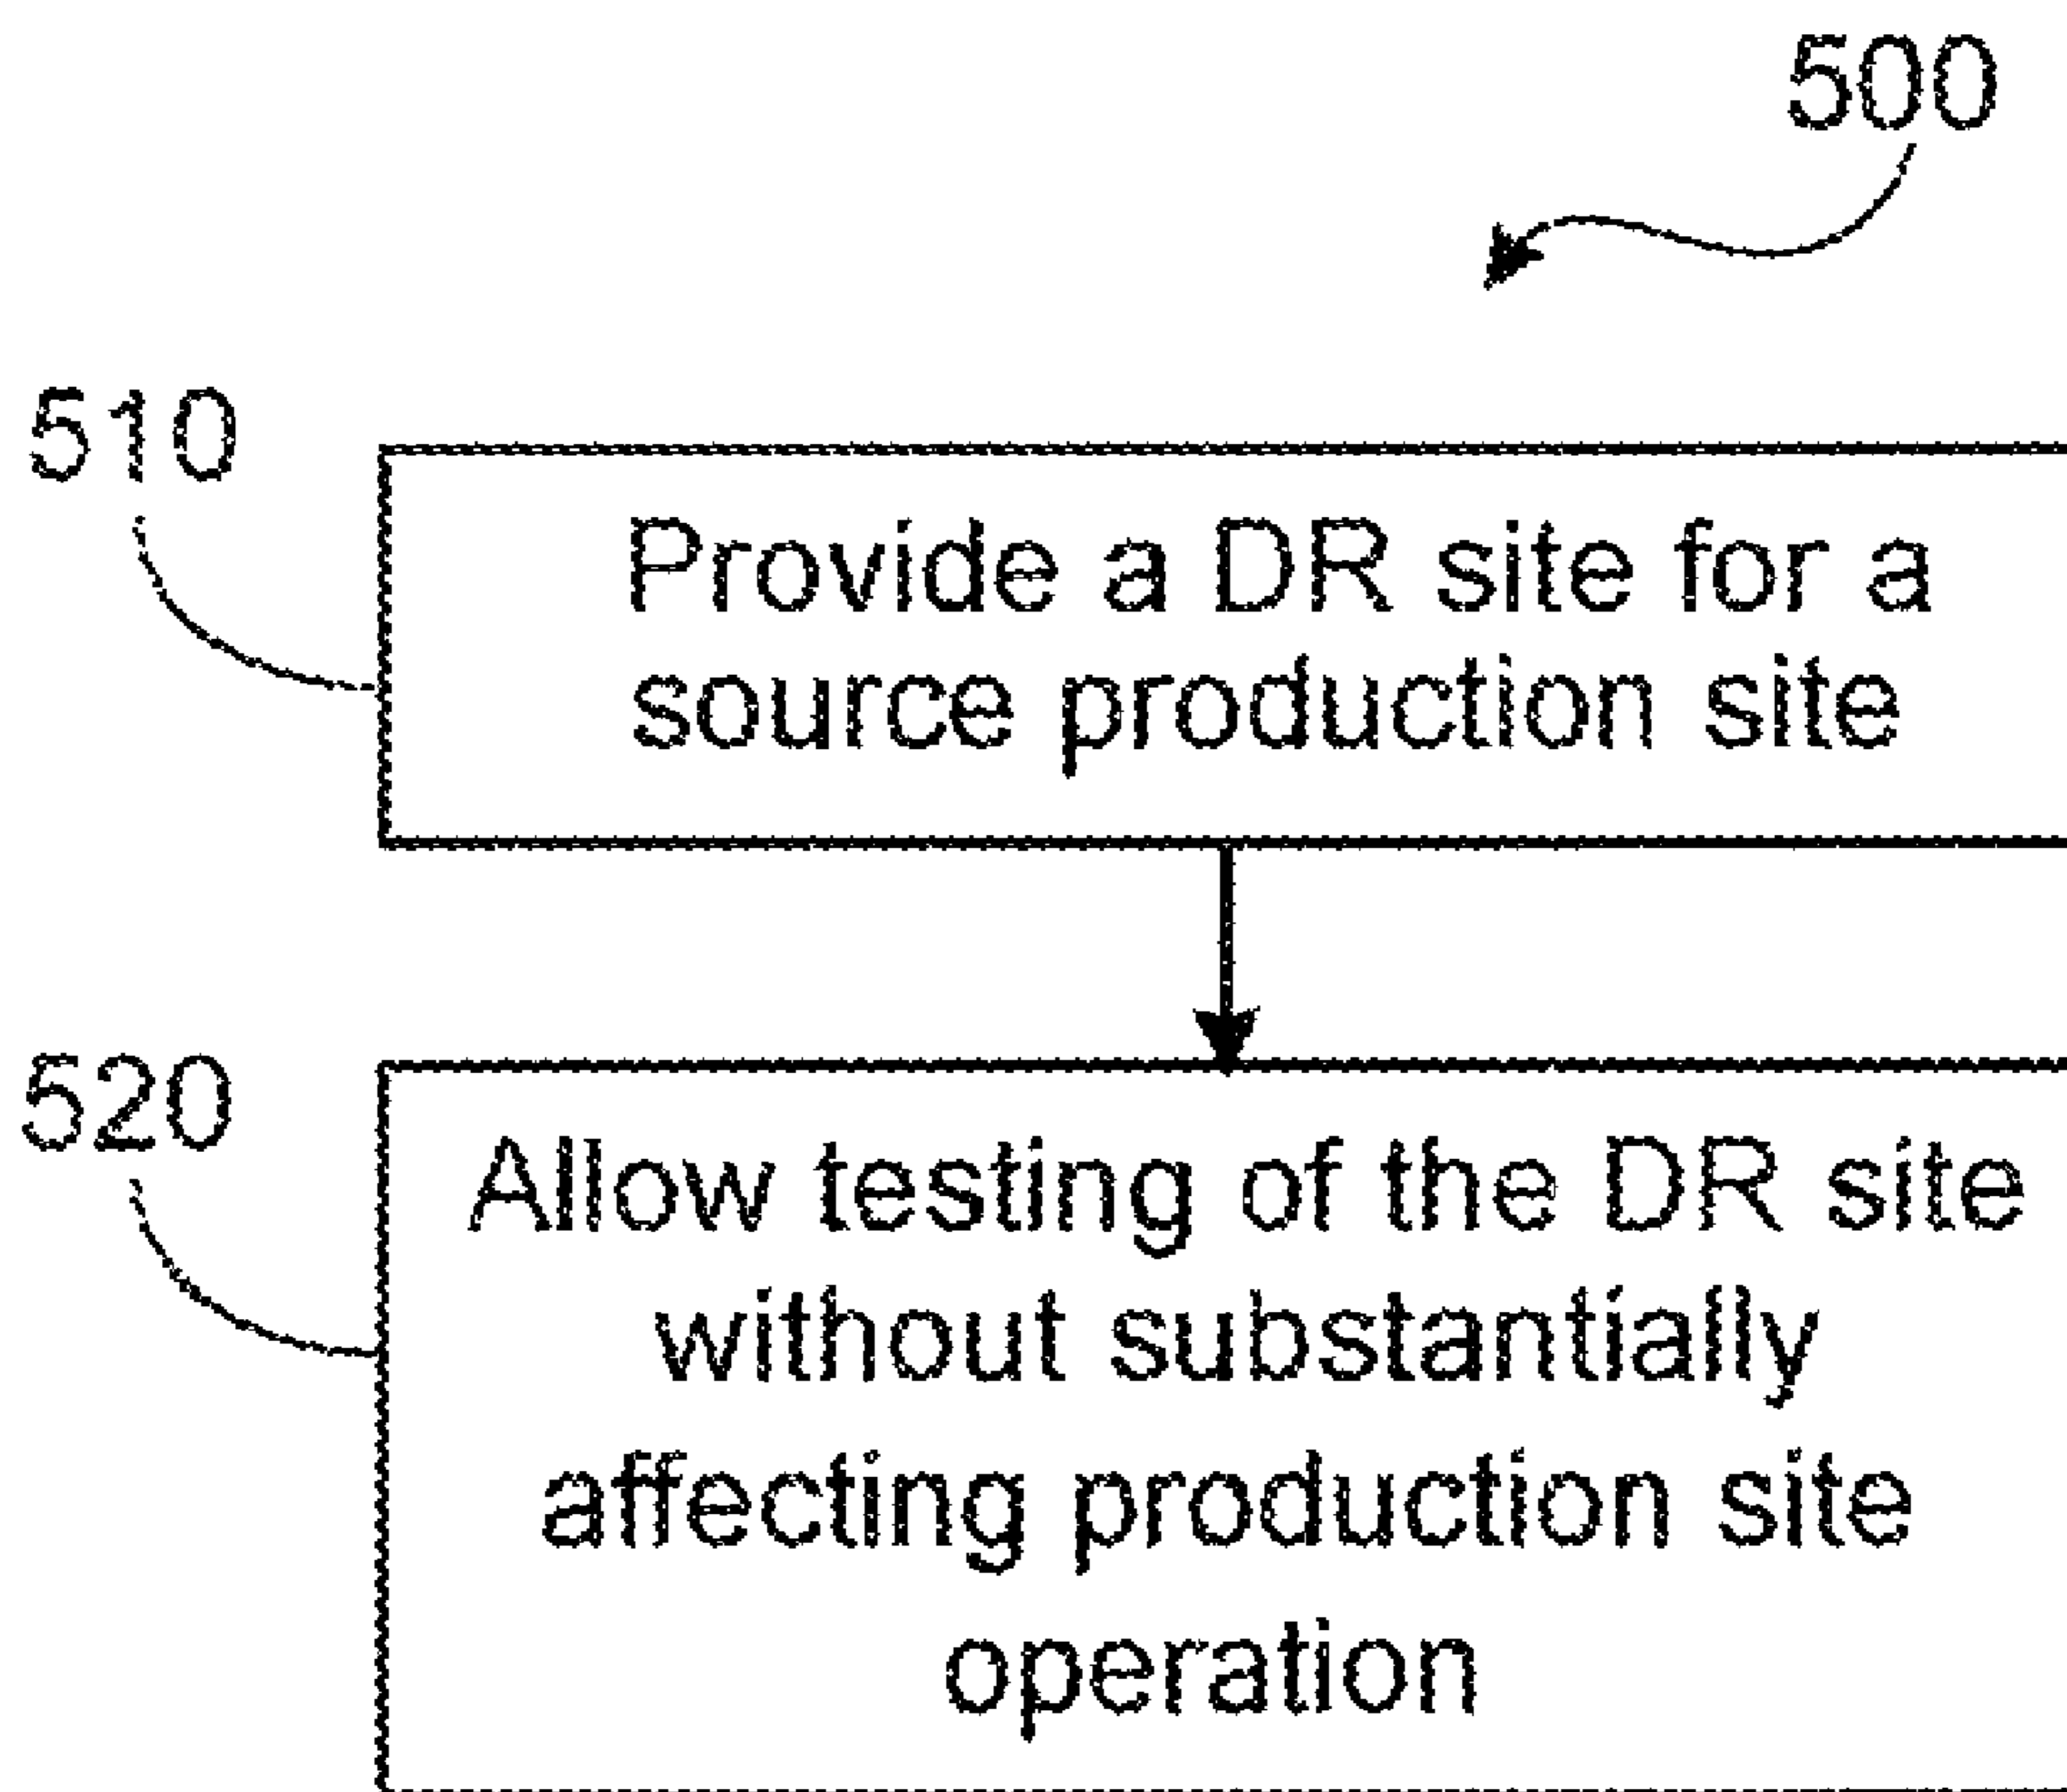 500
510
Provide a DR site for a
source production site
520
Allow testing of the DR site
without substantially
affecting production site
operation